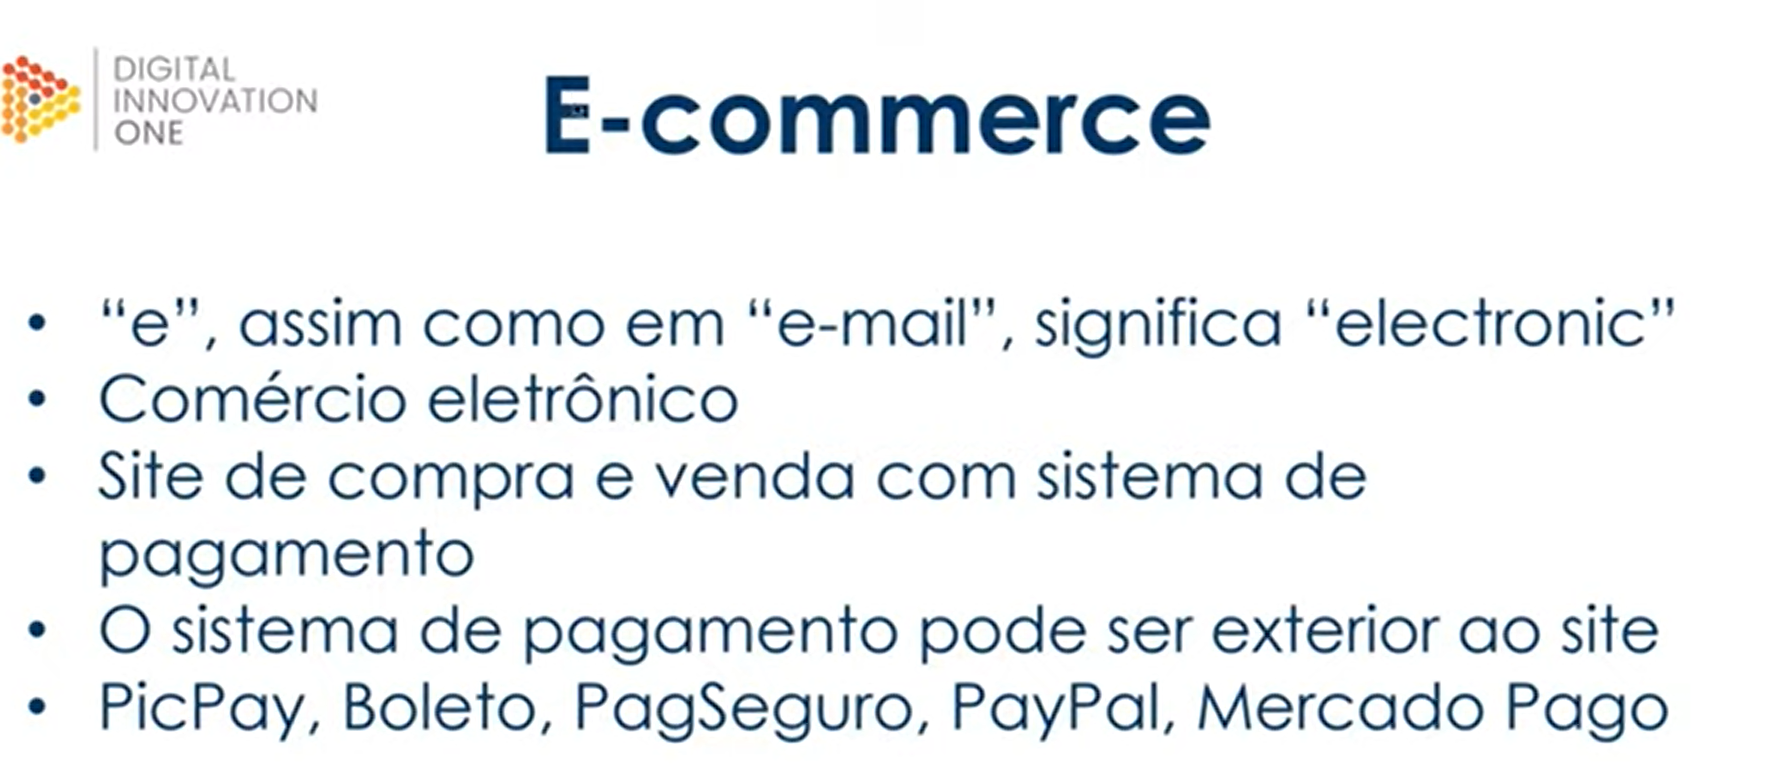 DIGITAL
INNOVATION
ONE
E-commerce
• “e”, assim como em “e-mail”, significa “electronic”
• Comércio eletrônico
• Site de compra e venda com sistema de
pagamento
• O sistema de pagamento pode ser exterior ao site
• PicPay, Boleto, PagSeguro, PayPal, Mercado Pago